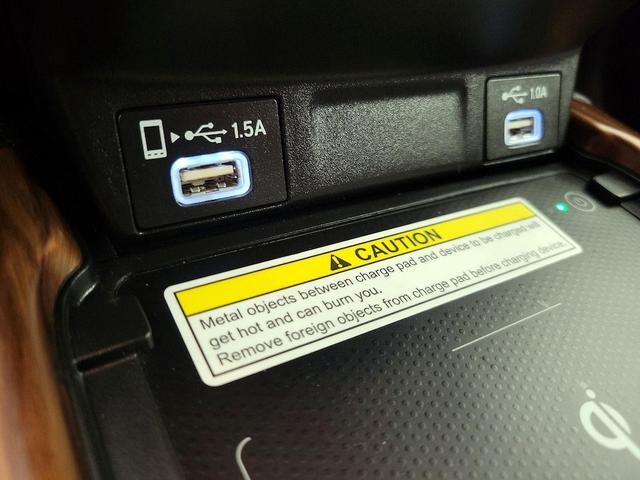 1.5A
1.0A
CAUTION
Metal objects between charge pad and device to be charged will
get hot and can burn you.
Remove foreign objects from charge pad before charging device.